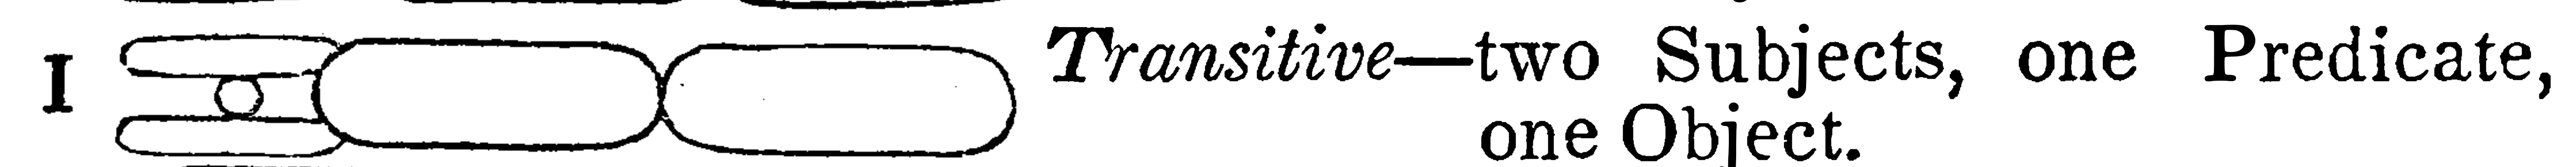 I Transitive—two Subjects, one Predicate,
one Object.